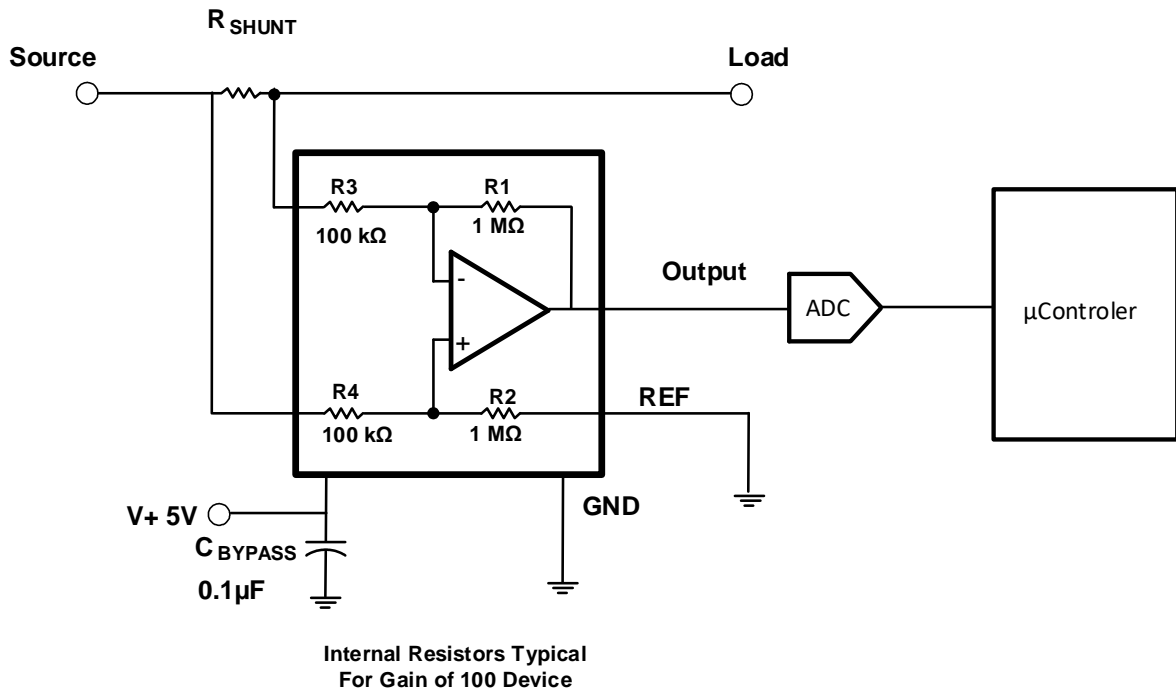 R SHUNT
Source
Load
R3
R1
100 kΩ
1 MΩ
Output
-
ADC
µControler
+
R4
R2
REF
100 kΩ
1 MΩ
GND
V+ 5V
C BYPASS
0.1µF
Internal Resistors Typical
For Gain of 100 Device